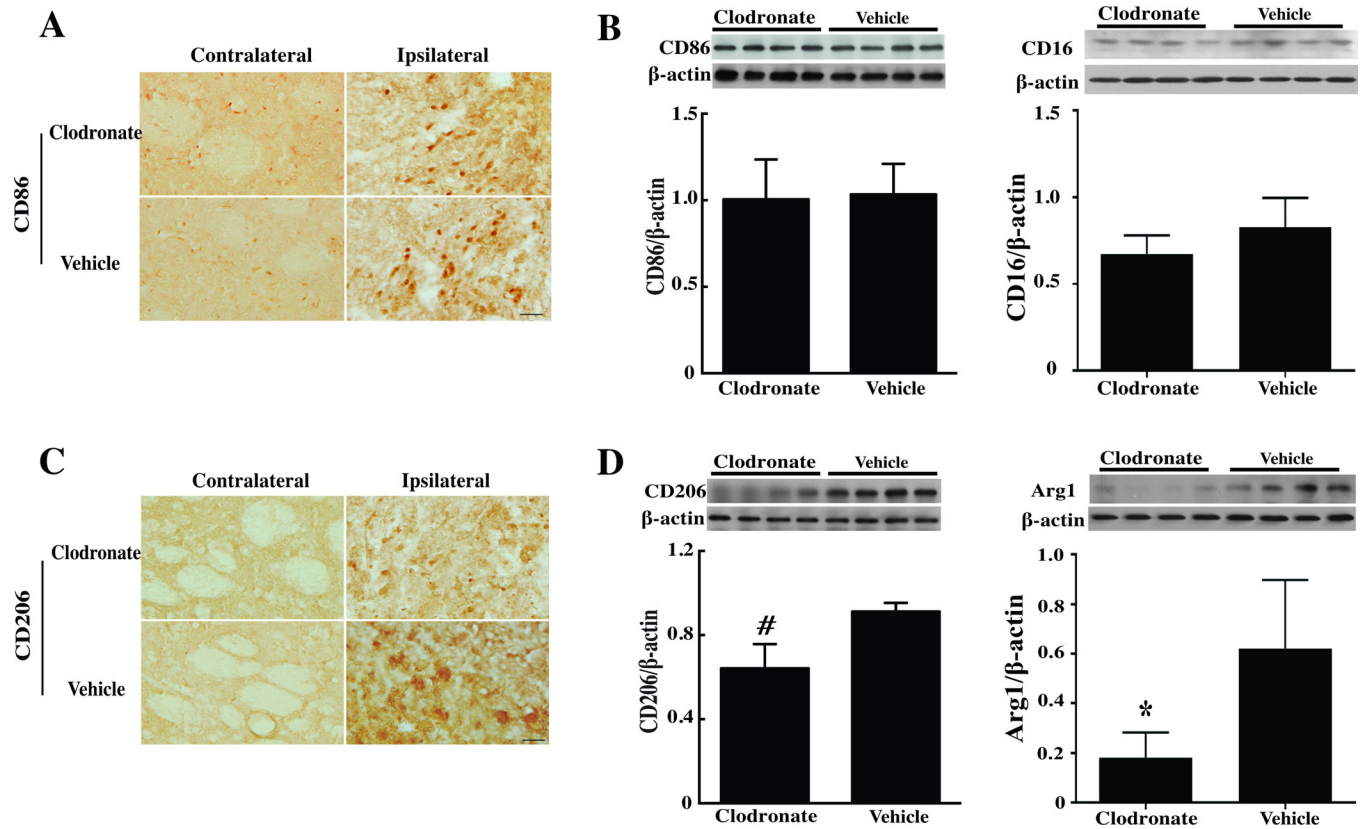 A
Contralateral Ipsilateral
Clodronate
CD86
Vehicle
B
Clodronate Vehicle
CD86
β-actin
1.5
1.0
0.5
0
CD86/β-actin
Clodronate Vehicle
Clodronate Vehicle
CD16
β-actin
1.5
1.0
0.5
0
CD16/β-actin
Clodronate Vehicle
C
Contralateral Ipsilateral
Clodronate
CD206
Vehicle
D
Clodronate Vehicle
CD206
β-actin
1.2
0.8
0.4
0
CD206/β-actin
#
Clodronate Vehicle
Clodronate Vehicle
Arg1
β-actin
1.0
0.8
0.6
0.4
0.2
0
Arg1/β-actin
*
Clodronate Vehicle